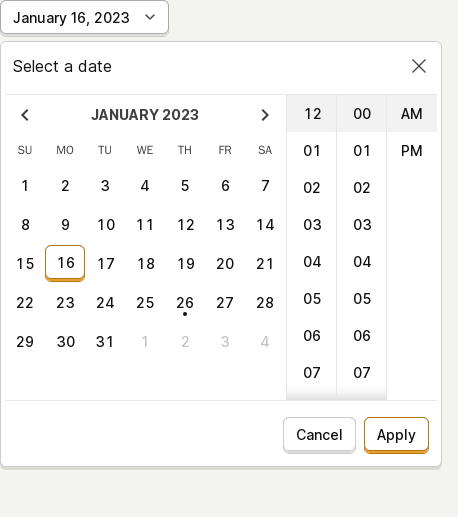 January 16, 2023
Select a date
JANUARY 2023
SU MO TU WE TH FR SA
1 2 3 4 5 6 7
8 9 10 11 12 13 14
15 16 17 18 19 20 21
22 23 24 25 26 27 28
29 30 31 1 2 3 4
12 00 AM
01 01 PM
02 02
03 03
04 04
05 05
06 06
07 07
Cancel Apply